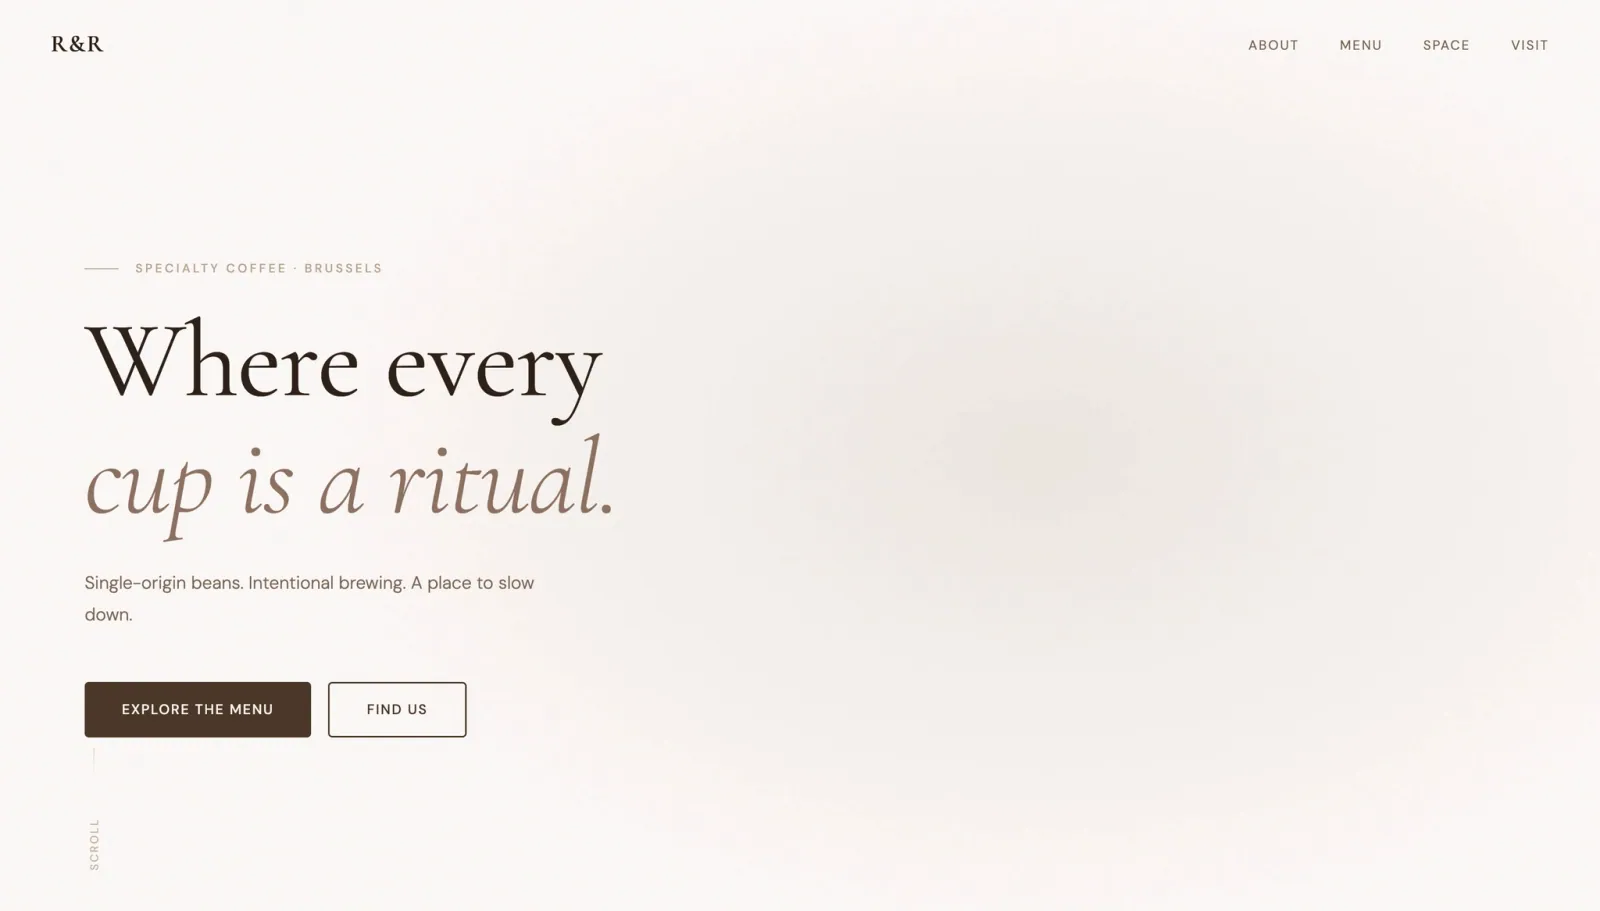 R&R
ABOUT MENU SPACE VISIT
SPECIALTY COFFEE · BRUSSELS
Where every
cup is a ritual.
Single-origin beans. Intentional brewing. A place to slow
down.
EXPLORE THE MENU FIND US
SCROLL